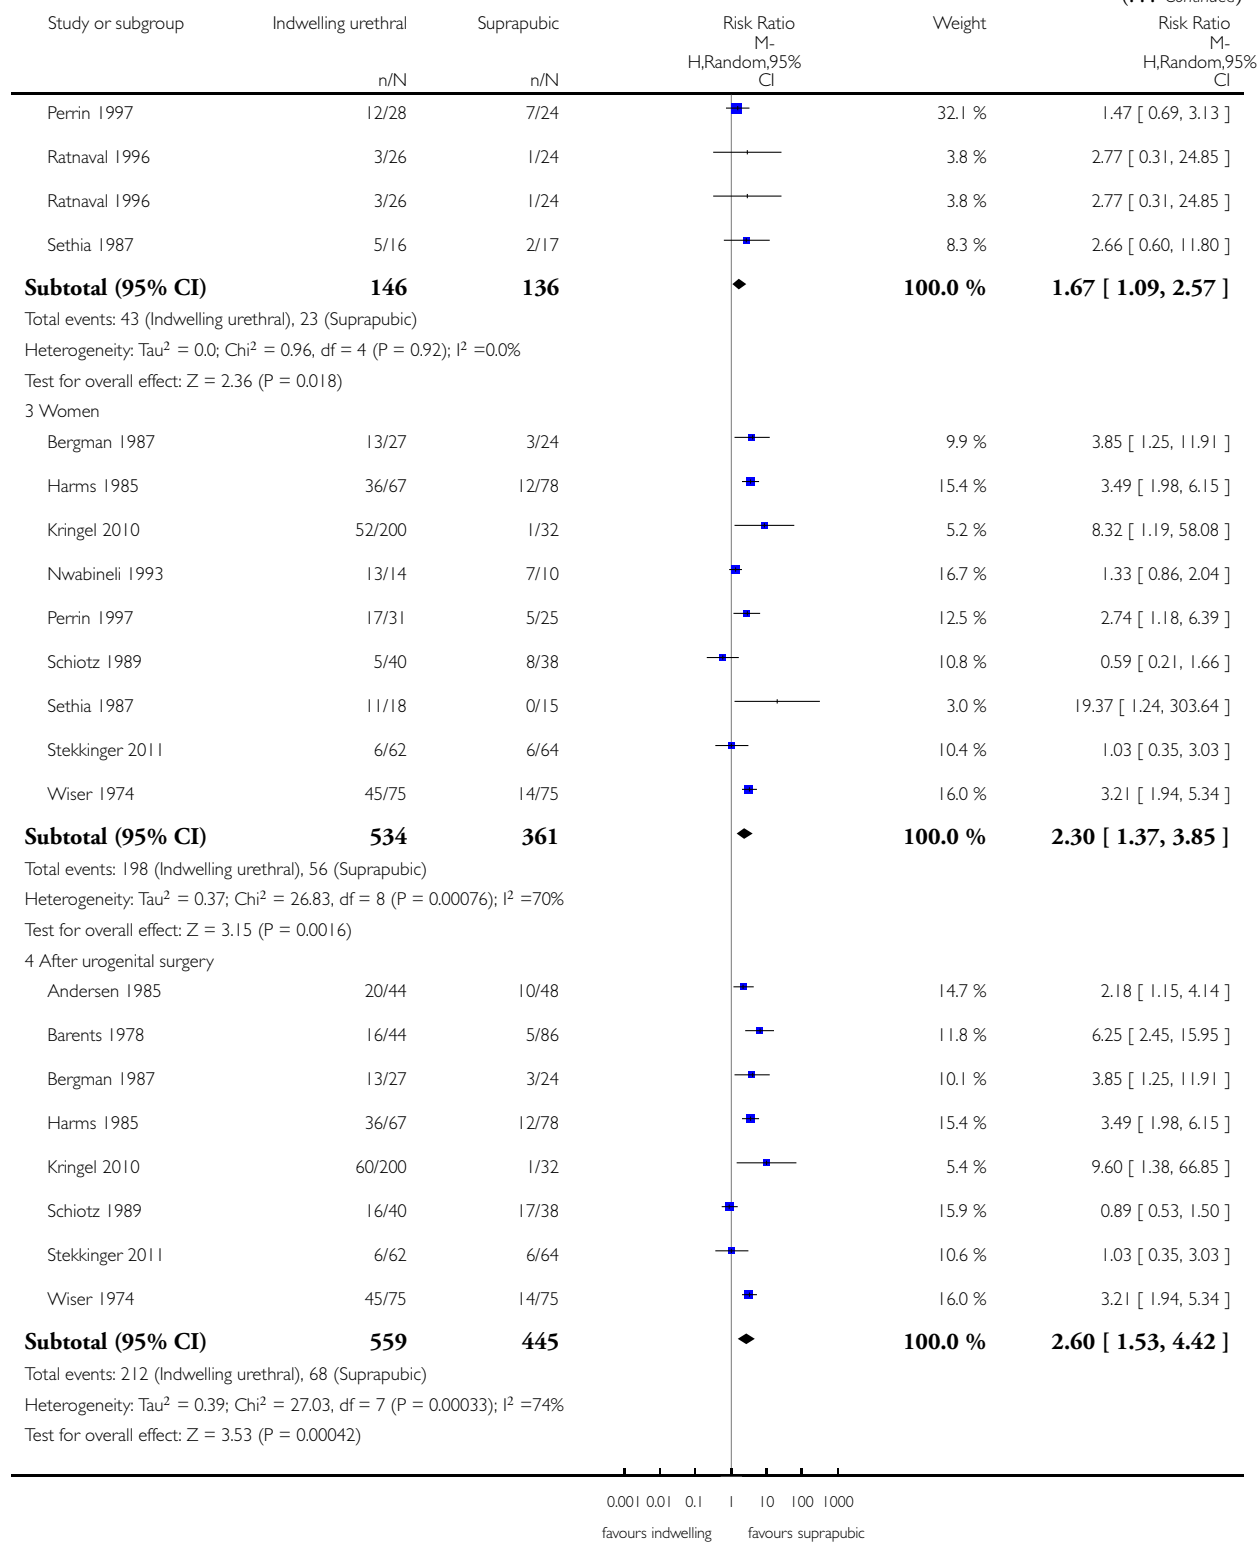 Continued)
Study or subgroup Indwelling urethral Suprapubic Risk Ratio Weight Risk Ratio
M- M-
H,Random,95% H,Random,95%
n/N n/N CI CI
Perrin 1997 12/28 7/24 32.1 % 1.47 [ 0.69, 3.13 ]
Ratnaval 1996 3/26 1/24 3.8 % 2.77 [ 0.31, 24.85 ]
Ratnaval 1996 3/26 1/24 3.8 % 2.77 [ 0.31, 24.85 ]
Sethia 1987 5/16 2/17 8.3 % 2.66 [ 0.60, 11.80 ]
Subtotal (95% CI) 146 136 100.0 % 1.67 [ 1.09, 2.57 ]
Total events: 43 (Indwelling urethral), 23 (Suprapubic)
Heterogeneity: Tau² = 0.0; Chi² = 0.96, df = 4 (P = 0.92); I² =0.0%
Test for overall effect: Z = 2.36 (P = 0.018)
3 Women
Bergman 1987 13/27 3/24 9.9 % 3.85 [ 1.25, 11.91 ]
Harms 1985 36/67 12/78 15.4 % 3.49 [ 1.98, 6.15 ]
Kringel 2010 52/200 1/32 5.2 % 8.32 [ 1.19, 58.08 ]
Nwabineli 1993 13/14 7/10 16.7 % 1.33 [ 0.86, 2.04 ]
Perrin 1997 17/31 5/25 12.5 % 2.74 [ 1.18, 6.39 ]
Schiotz 1989 5/40 8/38 10.8 % 0.59 [ 0.21, 1.66 ]
Sethia 1987 11/18 0/15 3.0 % 19.37 [ 1.24, 303.64 ]
Stekkinger 2011 6/62 6/64 10.4 % 1.03 [ 0.35, 3.03 ]
Wiser 1974 45/75 14/75 16.0 % 3.21 [ 1.94, 5.34 ]
Subtotal (95% CI) 534 361 100.0 % 2.30 [ 1.37, 3.85 ]
Total events: 198 (Indwelling urethral), 56 (Suprapubic)
Heterogeneity: Tau² = 0.37; Chi² = 26.83, df = 8 (P = 0.00076); I² =70%
Test for overall effect: Z = 3.15 (P = 0.0016)
4 After urogenital surgery
Andersen 1985 20/44 10/48 14.7 % 2.18 [ 1.15, 4.14 ]
Barents 1978 16/44 5/86 11.8 % 6.25 [ 2.45, 15.95 ]
Bergman 1987 13/27 3/24 10.1 % 3.85 [ 1.25, 11.91 ]
Harms 1985 36/67 12/78 15.4 % 3.49 [ 1.98, 6.15 ]
Kringel 2010 60/200 1/32 5.4 % 9.60 [ 1.38, 66.85 ]
Schiotz 1989 16/40 17/38 15.9 % 0.89 [ 0.53, 1.50 ]
Stekkinger 2011 6/62 6/64 10.6 % 1.03 [ 0.35, 3.03 ]
Wiser 1974 45/75 14/75 16.0 % 3.21 [ 1.94, 5.34 ]
Subtotal (95% CI) 559 445 100.0 % 2.60 [ 1.53, 4.42 ]
Total events: 212 (Indwelling urethral), 68 (Suprapubic)
Heterogeneity: Tau² = 0.39; Chi² = 27.03, df = 7 (P = 0.00033); I² =74%
Test for overall effect: Z = 3.53 (P = 0.00042)
0.001 0.01 0.1 1 10 100 1000
favours indwelling favours suprapubic